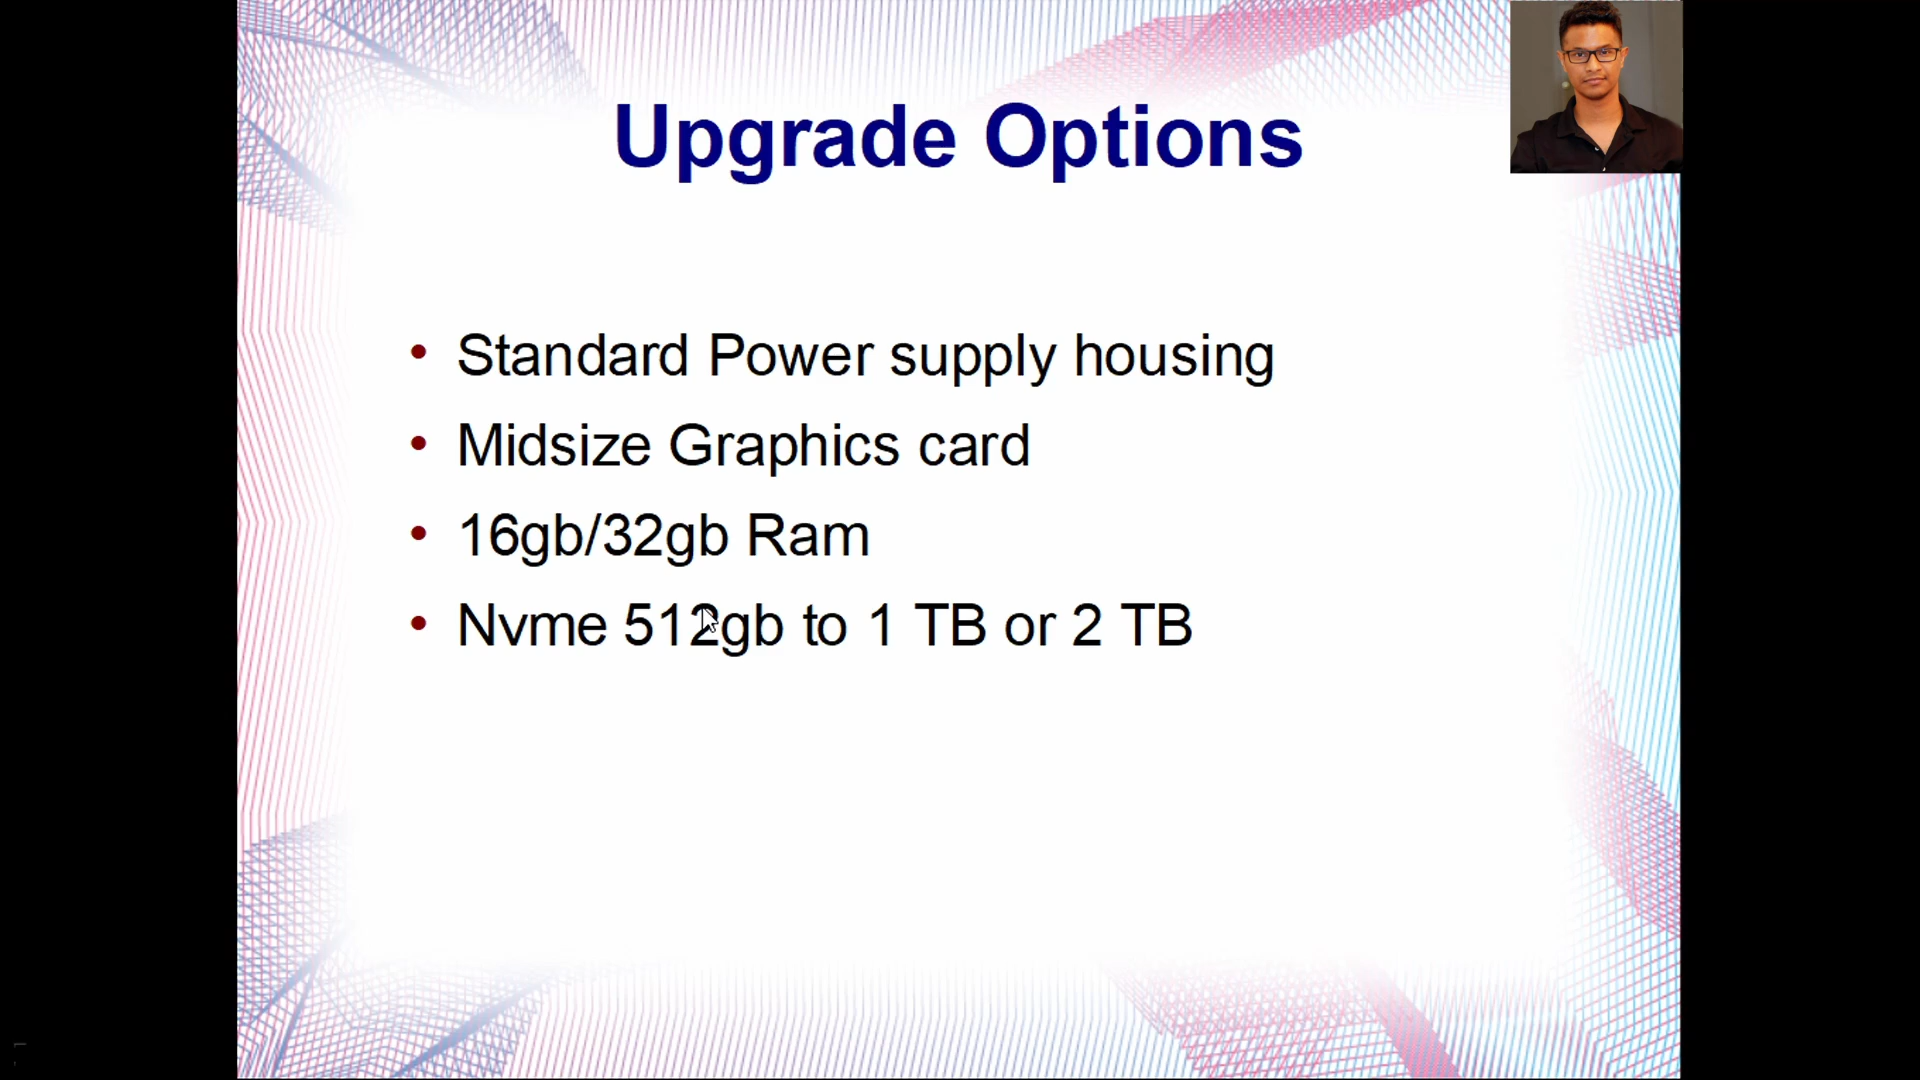 Upgrade Options
• Standard Power supply housing
• Midsize Graphics card
• 16gb/32gb Ram
• Nvme 512gb to 1 TB or 2 TB